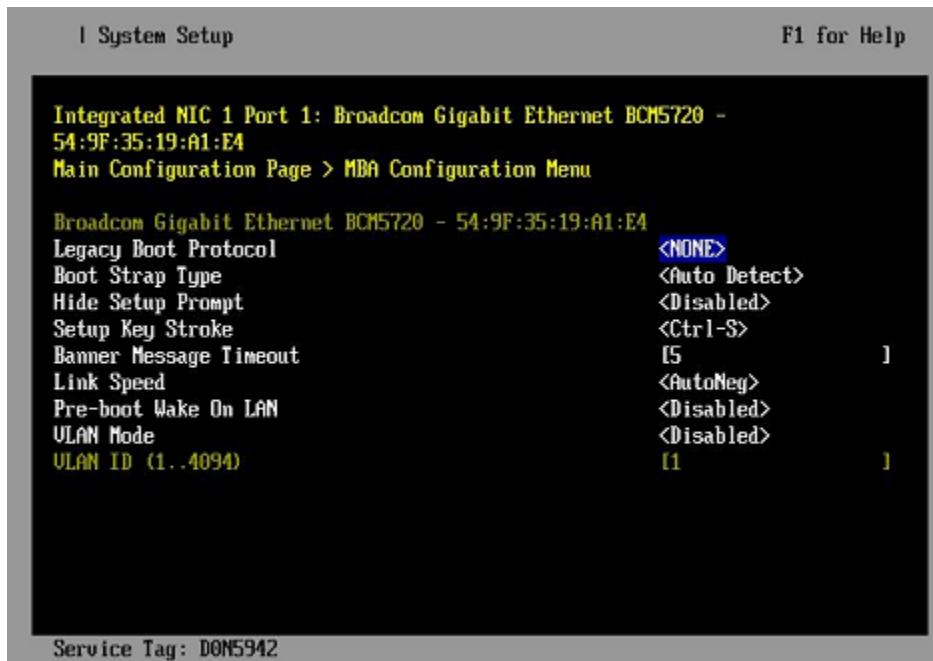 | System Setup F1 for Help
Integrated NIC 1 Port 1: Broadcom Gigabit Ethernet BCM5720 -
54:9F:35:19:A1:E4
Main Configuration Page > MBA Configuration Menu
Broadcom Gigabit Ethernet BCM5720 - 54:9F:35:19:A1:E4
Legacy Boot Protocol <NONE>
Boot Strap Type <Auto Detect>
Hide Setup Prompt <Disabled>
Setup Key Stroke <Ctrl-S>
Banner Message Timeout [5 ]
Link Speed <AutoNeg>
Pre-boot Wake On LAN <Disabled>
VLAN Mode <Disabled>
VLAN ID (1..4094) [1 ]
Service Tag: D0N5942